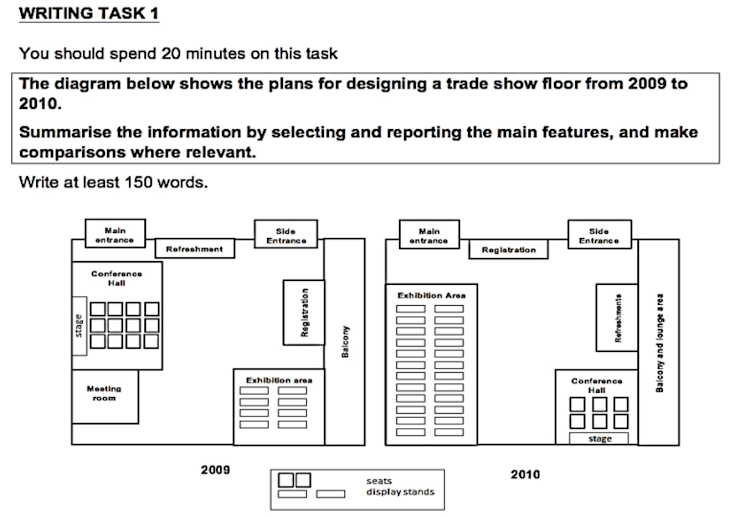 WRITING TASK 1
You should spend 20 minutes on this task
The diagram below shows the plans for designing a trade show floor from 2009 to
2010.
Summarise the information by selecting and reporting the main features, and make
comparisons where relevant.
Write at least 150 words.
Main
entrance
Refreshment
Side
Entrance
Conference
Hall
stage
Registration
Balcony
Meeting
room
Exhibition area
2009
Main
entrance
Registration
Side
Entrance
Exhibition Area
Refreshments
Balcony and lounge area
Conference
Hall
stage
2010
seats
display stands